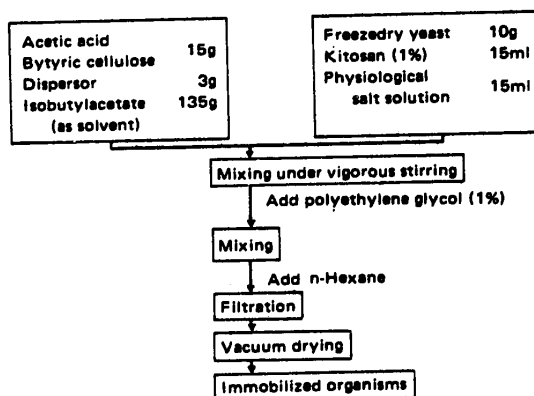 Acetic acid
Bytyric cellulose 15g
Dispersor 3g
Isobutylacetate 135g
(as solvent)
Freezedry yeast 10g
Kitosan (1%) 15ml
Physiological
salt solution 15ml
Mixing under vigorous stirring
Add polyethylene glycol (1%)
Mixing
Add n-Hexane
Filtration
Vacuum drying
Immobilized organisms